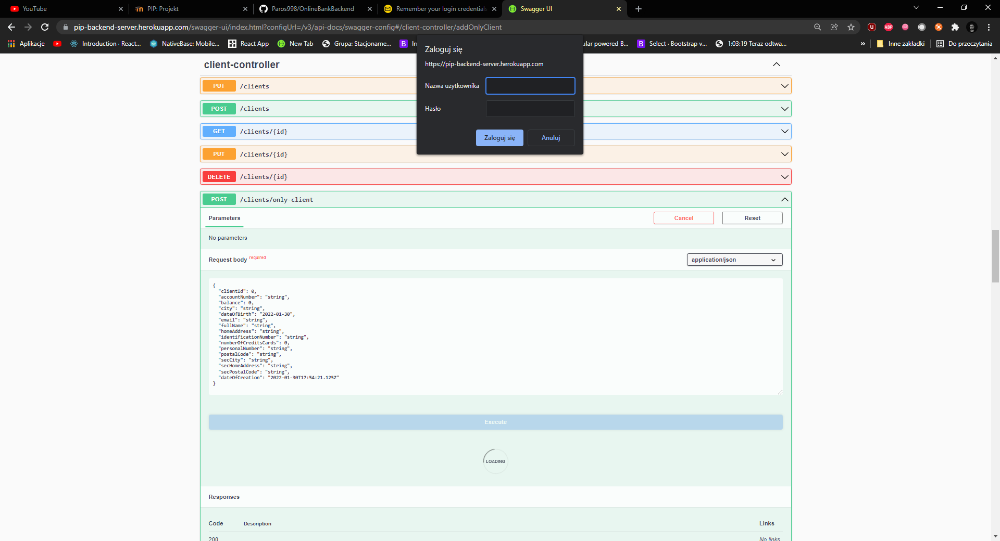 YouTube
PIP: Projekt
Paros998/OnlineBankBackend
Remember your login credentials
Swagger UI
pip-backend-server.herokuapp.com/swagger-ui/index.html?configUrl=/v3/api-docs/swagger-config#/client-controller/addOnlyClient
Aplikacje
Introduction · React...
NativeBase: Mobile...
React App
New Tab
Grupa: Stacjonarne...
In
ular powered B...
Select · Bootstrap v...
1:03:19 Teraz odtwa...
»
Inne zakładki
Do przeczytania
Zaloguj się
https://pip-backend-server.herokuapp.com
Nazwa użytkownika
Hasło
Zaloguj się
Anuluj
client-controller
PUT /clients
POST /clients
GET /clients/{id}
PUT /clients/{id}
DELETE /clients/{id}
POST /clients/only-client
Parameters
Cancel
Reset
No parameters
Request body required
application/json
{
"clientId": 0,
"accountNumber": "string",
"balance": 0,
"city": "string",
"dateOfBirth": "2022-01-30",
"email": "string",
"fullName": "string",
"homeAddress": "string",
"identificationNumber": "string",
"numberOfCreditsCards": 0,
"personalNumber": "string",
"postalCode": "string",
"secCity": "string",
"secHomeAddress": "string",
"secPostalCode": "string",
"dateOfCreation": "2022-01-30T17:54:21.125Z"
}
Execute
LOADING
Responses
Code Description Links
200 No links